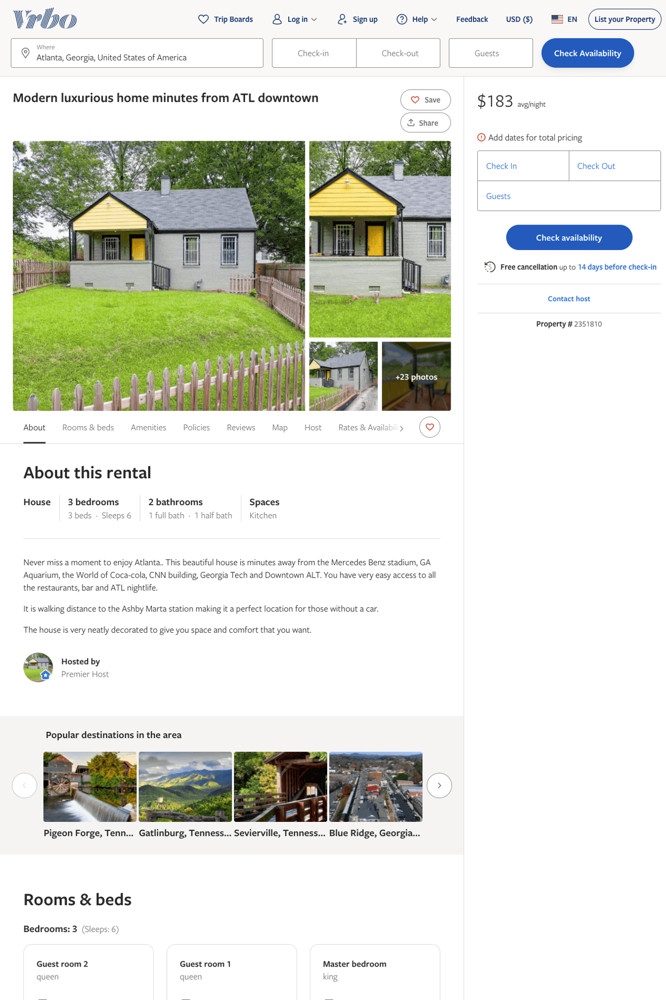 Vrbo
Trip Boards
Log in
Sign up
Help
Feedback
USD ($)
EN
List your Property
Where
Atlanta, Georgia, United States of America
Check-in
Check-out
Guests
Check Availability
Modern luxurious home minutes from ATL downtown
Save
Share
$183 avg/night
Add dates for total pricing
Check In
Check Out
Guests
Check availability
Free cancellation up to 14 days before check-in
Contact host
Property # 2351810
+23 photos
About
Rooms & beds
Amenities
Policies
Reviews
Map
Host
Rates & Availabili
About this rental
House
3 bedrooms
3 beds · Sleeps 6
2 bathrooms
1 full bath · 1 half bath
Spaces
Kitchen
Never miss a moment to enjoy Atlanta.. This beautiful house is minutes away from the Mercedes Benz stadium, GA
Aquarium, the World of Coca-cola, CNN building, Georgia Tech and Downtown ALT. You have very easy access to all
the restaurants, bar and ATL nightlife.
It is walking distance to the Ashby Marta station making it a perfect location for those without a car.
The house is very neatly decorated to give you space and comfort that you want.
Hosted by
Premier Host
Popular destinations in the area
Pigeon Forge, Tenn...
Gatlinburg, Tenness...
Sevierville, Tenness...
Blue Ridge, Georgia...
Rooms & beds
Bedrooms: 3 (Sleeps: 6)
Guest room 2
queen
Guest room 1
queen
Master bedroom
king